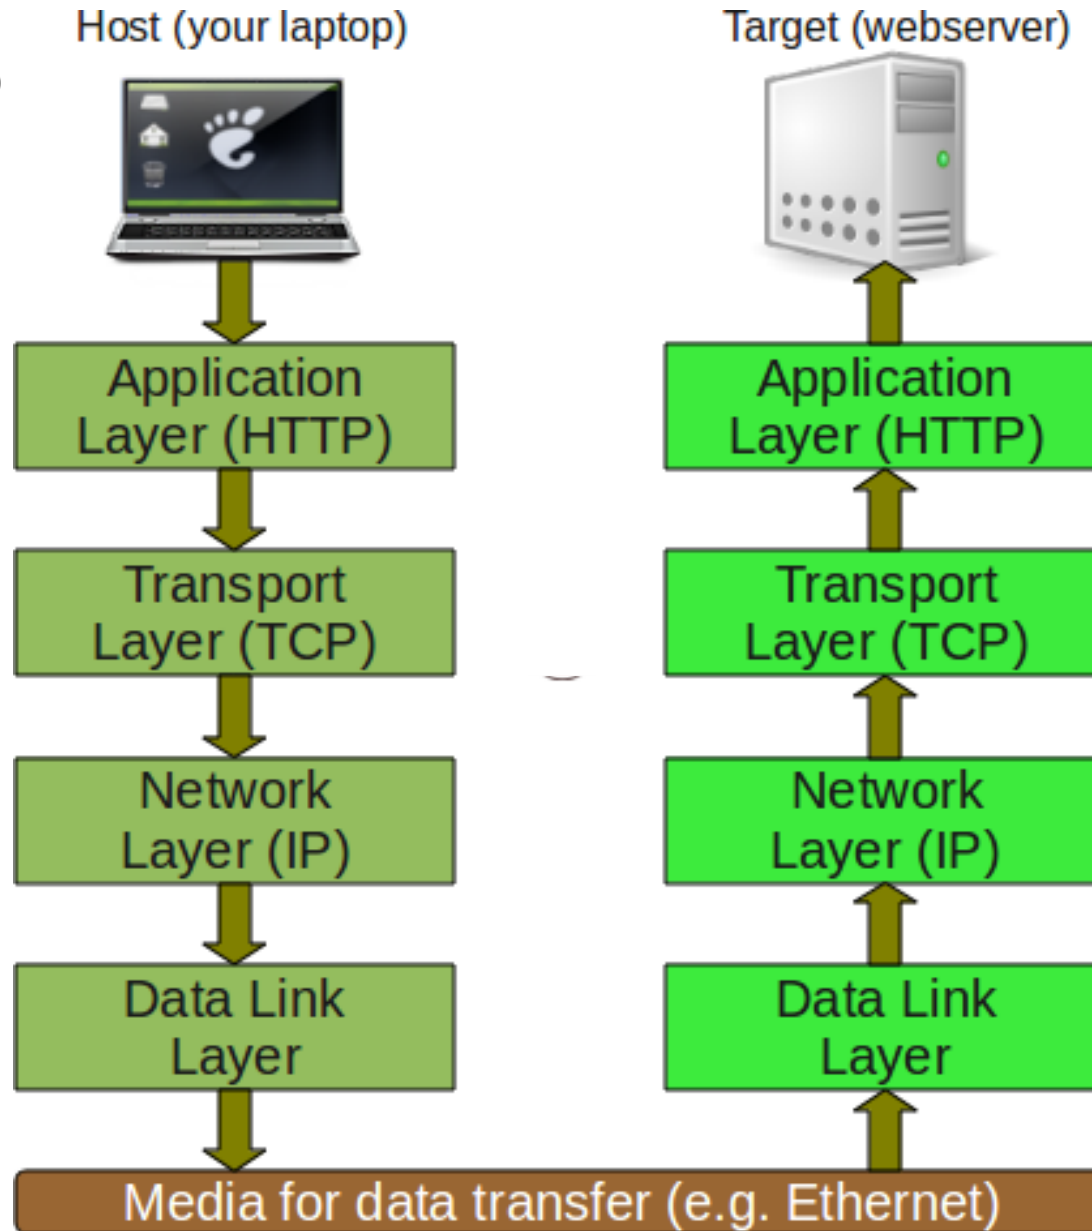 Host (your laptop)
Target (webserver)
Application
Layer (HTTP)
Transport
Layer (TCP)
Network
Layer (IP)
Data Link
Layer
Application
Layer (HTTP)
Transport
Layer (TCP)
Network
Layer (IP)
Data Link
Layer
Media for data transfer (e.g. Ethernet)